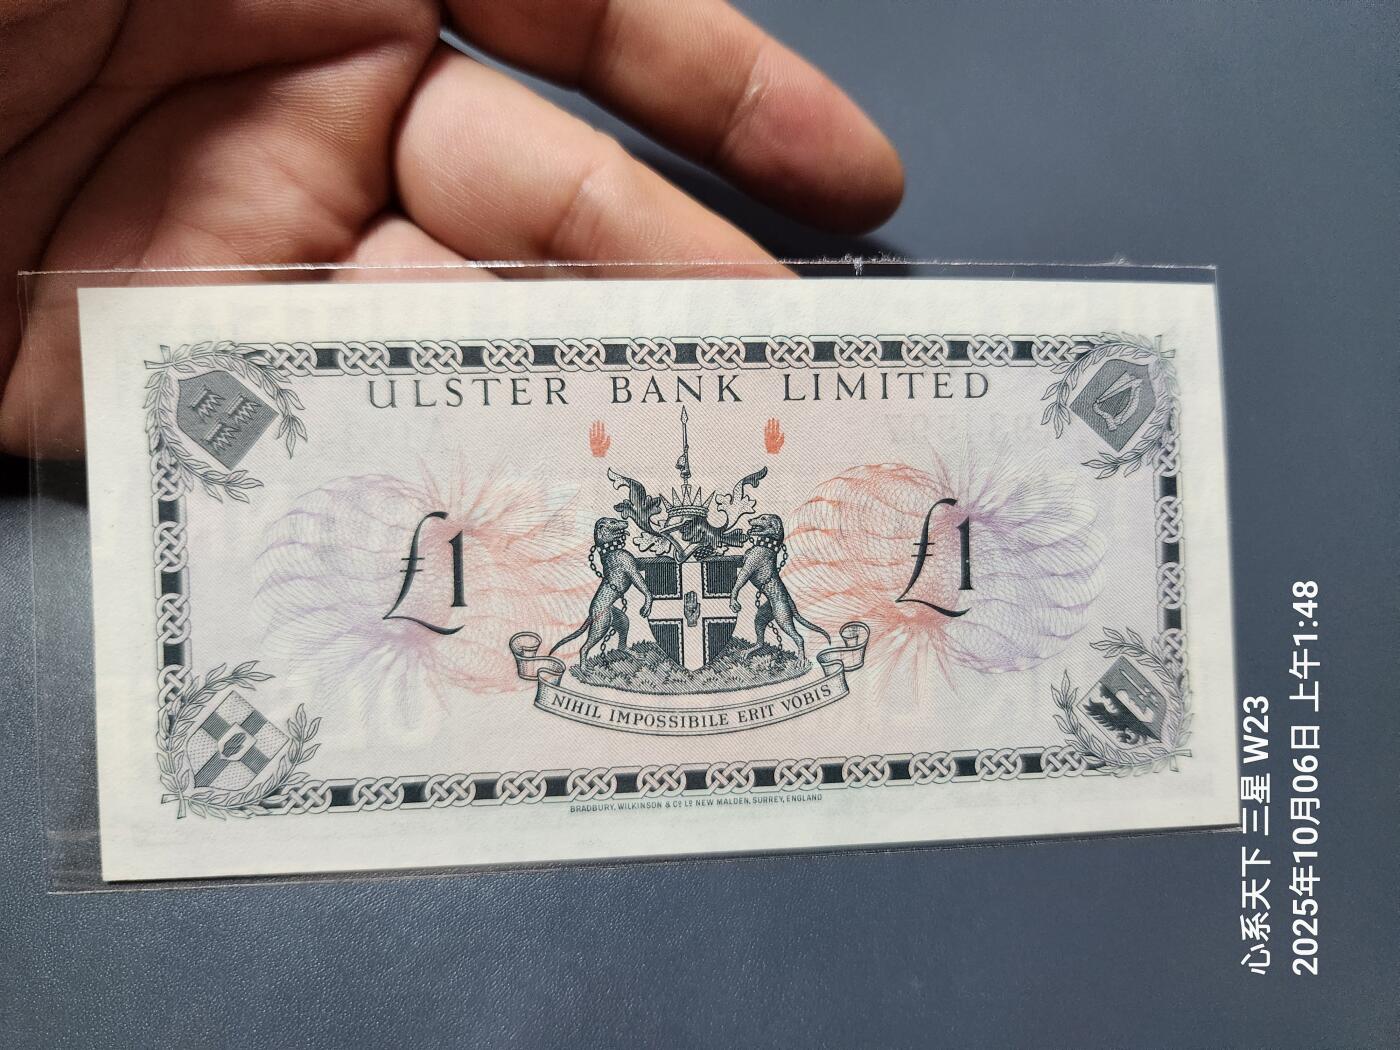 ULSTER BANK LIMITED
£1
£1
NIHIL IMPOSSIBILE ERIT VOBIS
BRADBURY, WILKINSON & Cº Lº NEW MALDEN, SURREY, ENGLAND
心系天下 三星 W23
2025年10月06日 上午1:48